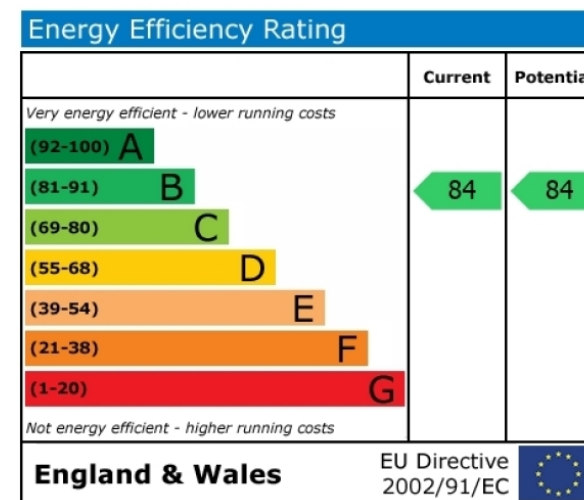 Energy Efficiency Rating
Current Potentia
Very energy efficient - lower running costs
(92-100) A
(81-91) B 84 84
(69-80) C
(55-68) D
(39-54) E
(21-38) F
(1-20) G
Not energy efficient - higher running costs
England & Wales EU Directive
2002/91/EC